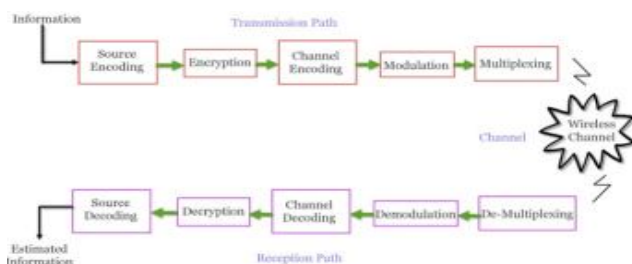 Information
Transmission Path
Source
Encoding
Encryption
Channel
Encoding
Modulation
Multiplexing
Wireless
Channel
Channel
Source
Decoding
Decryption
Channel
Decoding
Demodulation
De-Multiplexing
Estimated
Information
Reception Path